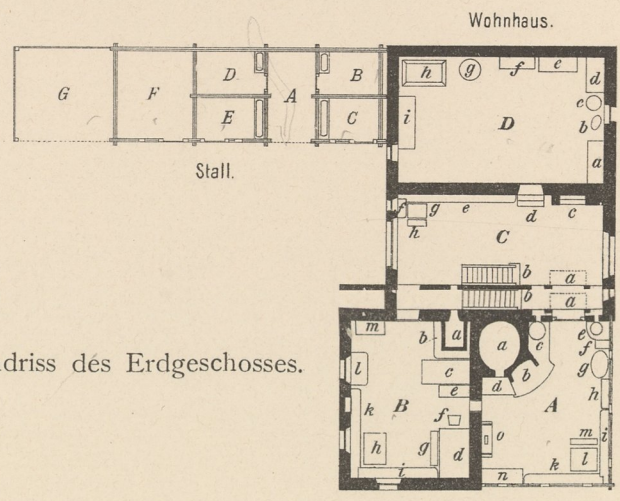 Wohnhaus.
G F D E A B C
Stall.
h g f e d
c
b
i D a
f g e d c
h C
b a
b a
m b a a c e
f
l c d b g
e h
k B f A
o m i
h g d l
i n k
driss des Erdgeschosses.